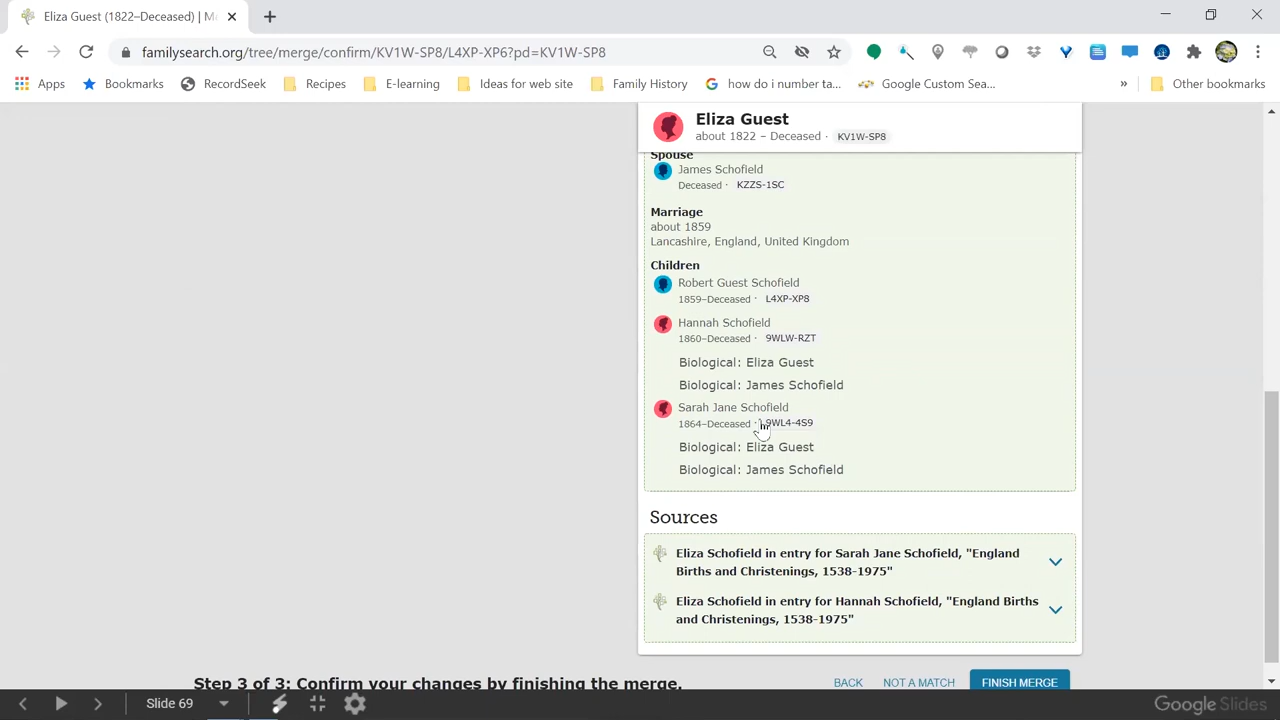 Eliza Guest (1822–Deceased) | M
familysearch.org/tree/merge/confirm/KV1W-SP8/L4XP-XP6?pd=KV1W-SP8
Apps Bookmarks RecordSeek Recipes E-learning Ideas for web site Family History how do i number ta... Google Custom Sea... » Other bookmarks
Eliza Guest
about 1822 – Deceased · KV1W-SP8
Spouse
James Schofield
Deceased · KZZS-1SC
Marriage
about 1859
Lancashire, England, United Kingdom
Children
Robert Guest Schofield
1859–Deceased · L4XP-XP8
Hannah Schofield
1860–Deceased · 9WLW-RZT
Biological: Eliza Guest
Biological: James Schofield
Sarah Jane Schofield
1864–Deceased · 9WL4-4S9
Biological: Eliza Guest
Biological: James Schofield
Sources
Eliza Schofield in entry for Sarah Jane Schofield, "England
Births and Christenings, 1538-1975"
Eliza Schofield in entry for Hannah Schofield, "England Births
and Christenings, 1538-1975"
Step 3 of 3: Confirm your changes by finishing the merge.
BACK NOT A MATCH FINISH MERGE
Slide 69
Google Slides